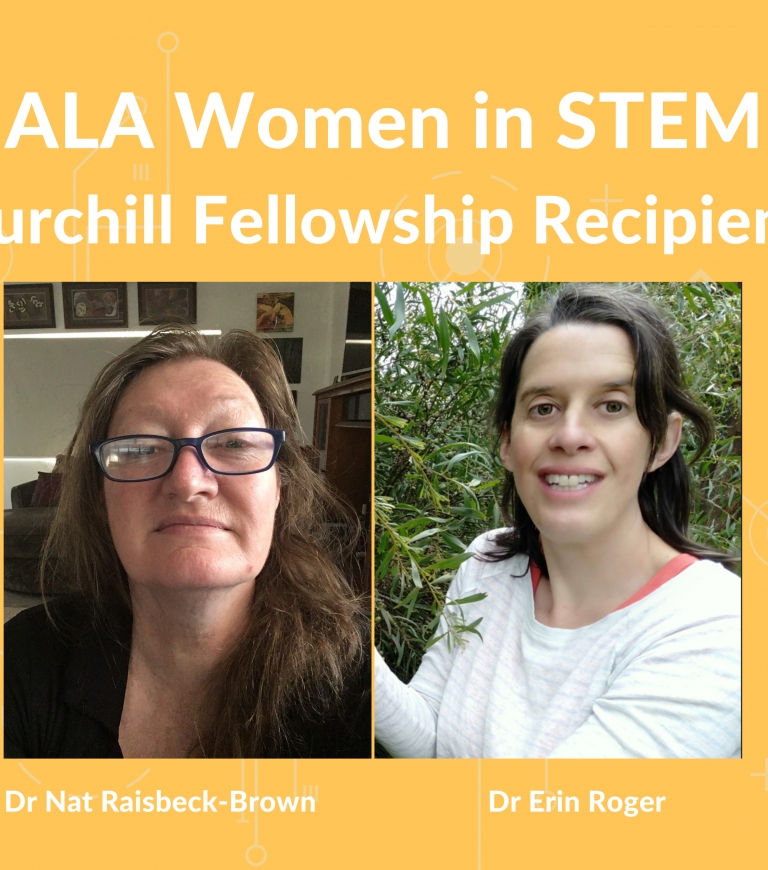 ALA Women in STEM
urchill Fellowship Recipien
Dr Nat Raisbeck-Brown
Dr Erin Roger